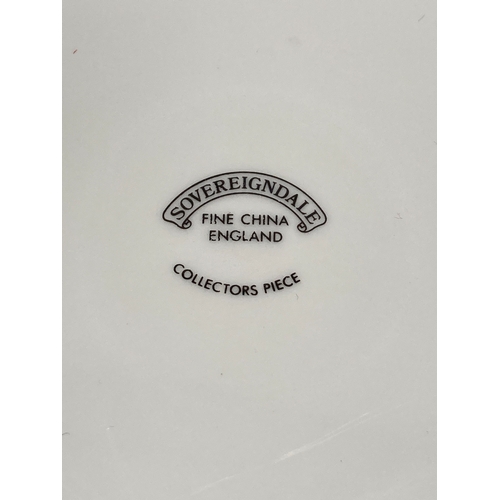 SOVEREIGNDALE
FINE CHINA
ENGLAND
COLLECTORS PIECE